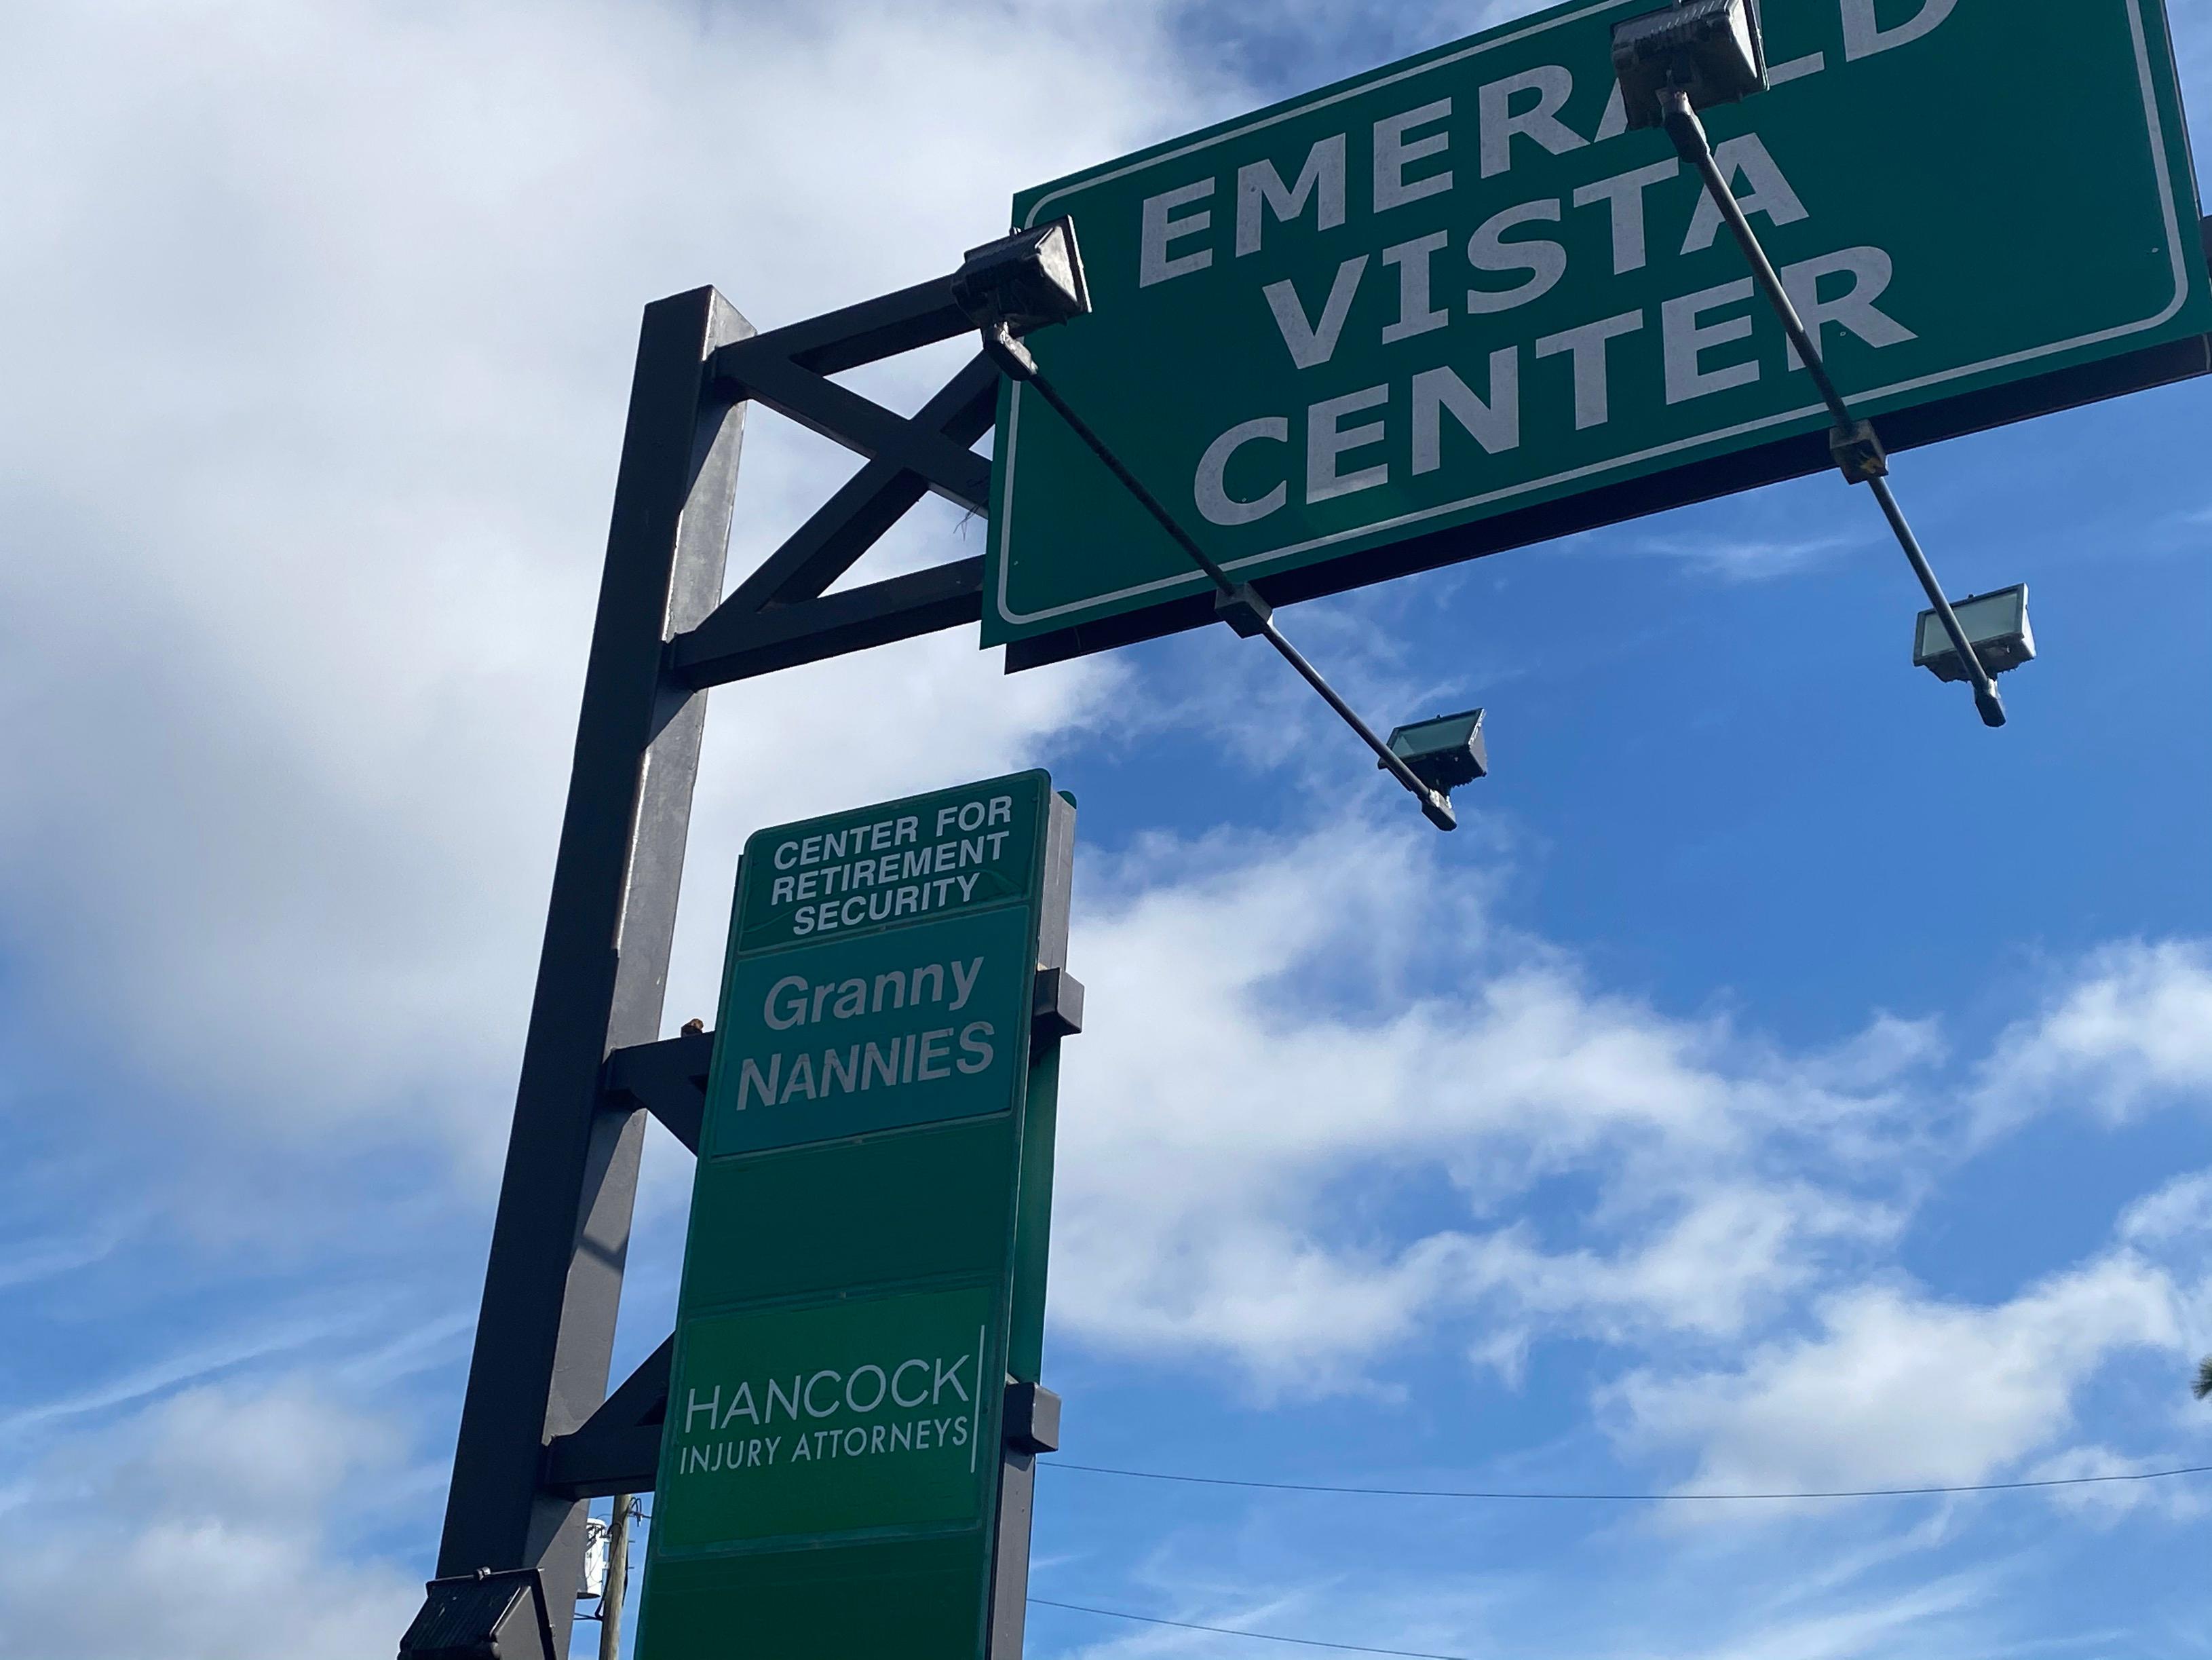 EMERALD
VISTA
CENTER
CENTER FOR
RETIREMENT
SECURITY
Granny
NANNIES
HANCOCK
INJURY ATTORNEYS